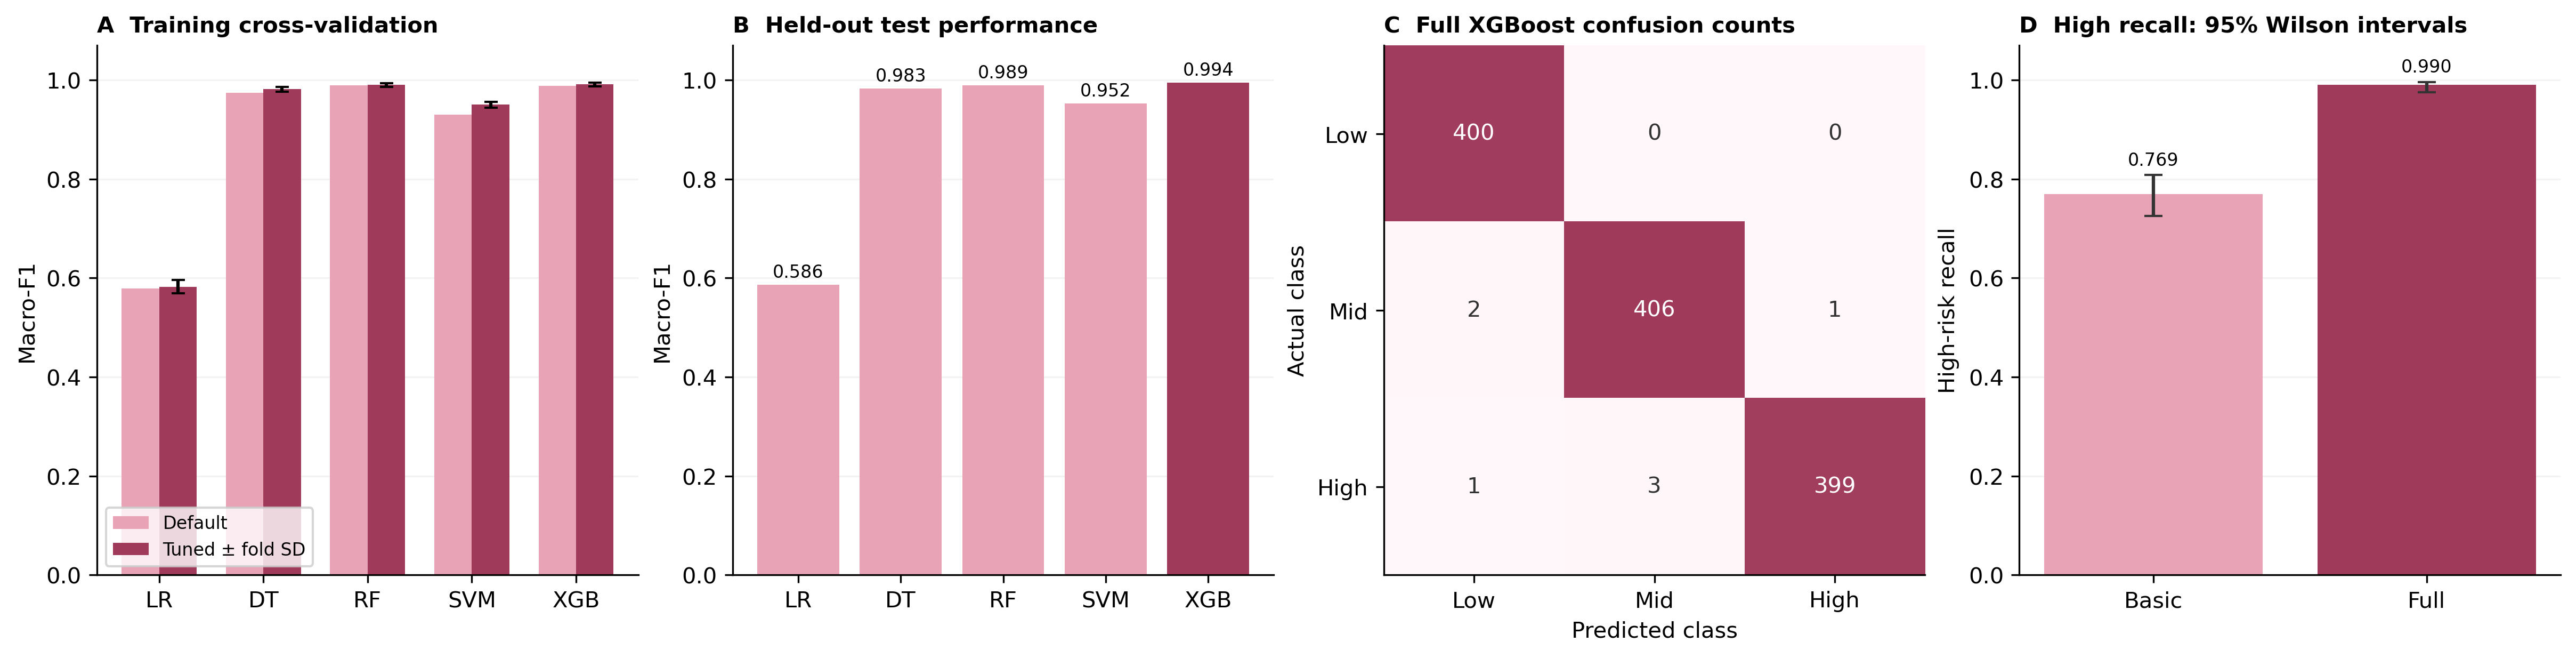 A Training cross-validation
Macro-F1
1.0
0.8
0.6
0.4
0.2
0.0
Default
Tuned ± fold SD
LR DT RF SVM XGB
B Held-out test performance
Macro-F1
1.0
0.8
0.6
0.4
0.2
0.0
0.586
0.983
0.989
0.952
0.994
LR DT RF SVM XGB
C Full XGBoost confusion counts
Actual class
Low 400 0 0
Mid 2 406 1
High 1 3 399
Low Mid High
Predicted class
D High recall: 95% Wilson intervals
High-risk recall
1.0
0.8
0.6
0.4
0.2
0.0
0.769
0.990
Basic Full